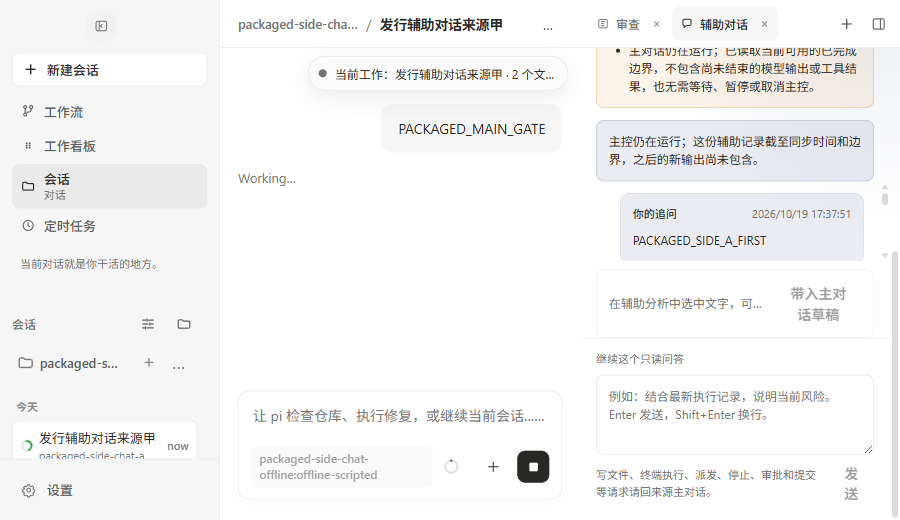 新建会话
工作流
工作看板
会话
对话
定时任务
当前对话就是你干活的地方。
会话
packaged-s...
今天
发行辅助对话来源甲
now
packaged-side-chat-a
设置
packaged-side-cha... / 发行辅助对话来源甲
...
当前工作：发行辅助对话来源甲 · 2 个文...
PACKAGED_MAIN_GATE
Working...
让 pi 检查仓库、执行修复，或继续当前会话......
packaged-side-chat-
offline:offline-scripted
审查
辅助对话
主对话仍在运行；已读取当前可用的已完成
边界，不包含尚未结束的模型输出或工具结
果，也无需等待、暂停或取消主控。
主控仍在运行；这份辅助记录截至同步时间和边
界，之后的新输出尚未包含。
你的追问
2026/10/19 17:37:51
PACKAGED_SIDE_A_FIRST
在辅助分析中选中文字，可...
带入主对
话草稿
继续这个只读问答
例如：结合最新执行记录，说明当前风险。
Enter 发送，Shift+Enter 换行。
写文件、终端执行、派发、停止、审批和提交
等请求请回来源主对话。
发
送